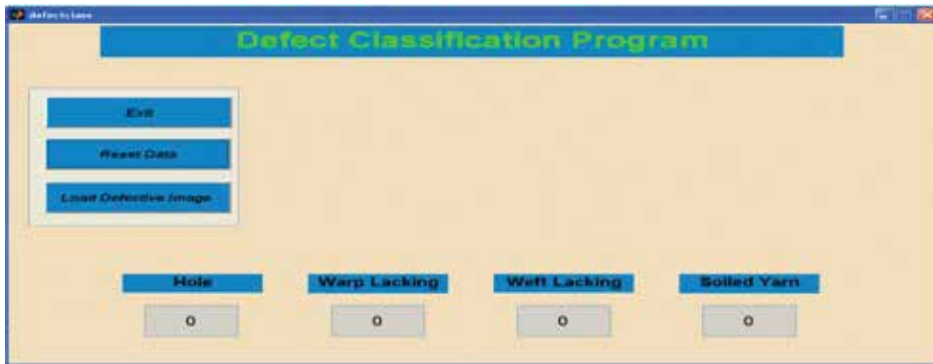 defectclass
Defect Classification Program
Exit
Reset Data
Load Defective Image
Hole Warp Lacking Weft Lacking Soiled Yarn
0 0 0 0